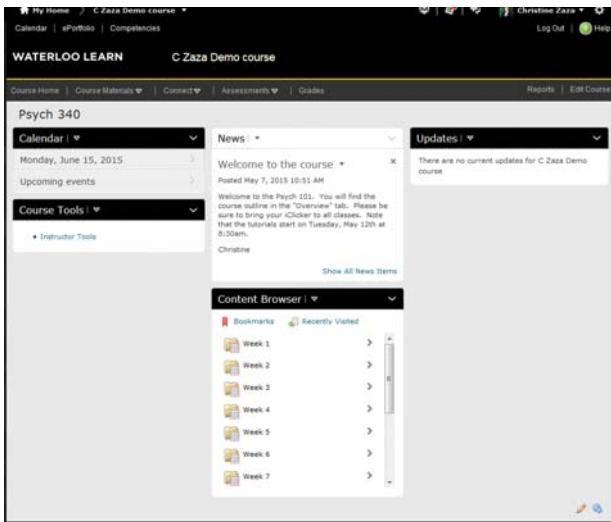 My Home C Zaza Demo course Christine Zaza
Calendar | ePortfolio | Competencies Log Out | Help
WATERLOO LEARN C Zaza Demo course
Course Home | Course Materials | Connect | Assessments | Grades Reports | Edit Course
Psych 340
Calendar |
Monday, June 15, 2015
Upcoming events
Course Tools |
• Instructor Tools
News |
Welcome to the course
Posted May 7, 2015 10:51 AM
Welcome to the Psych 101. You will find the
course outline in the "Overview" tab. Please be
sure to bring your iClicker to all classes. Note
that the tutorials start on Tuesday, May 12th at
8:30am.
Christine
Show All News Items
Content Browser |
Bookmarks Recently Visited
Week 1
Week 2
Week 3
Week 4
Week 5
Week 6
Week 7
Updates |
There are no current updates for C Zaza Demo
course